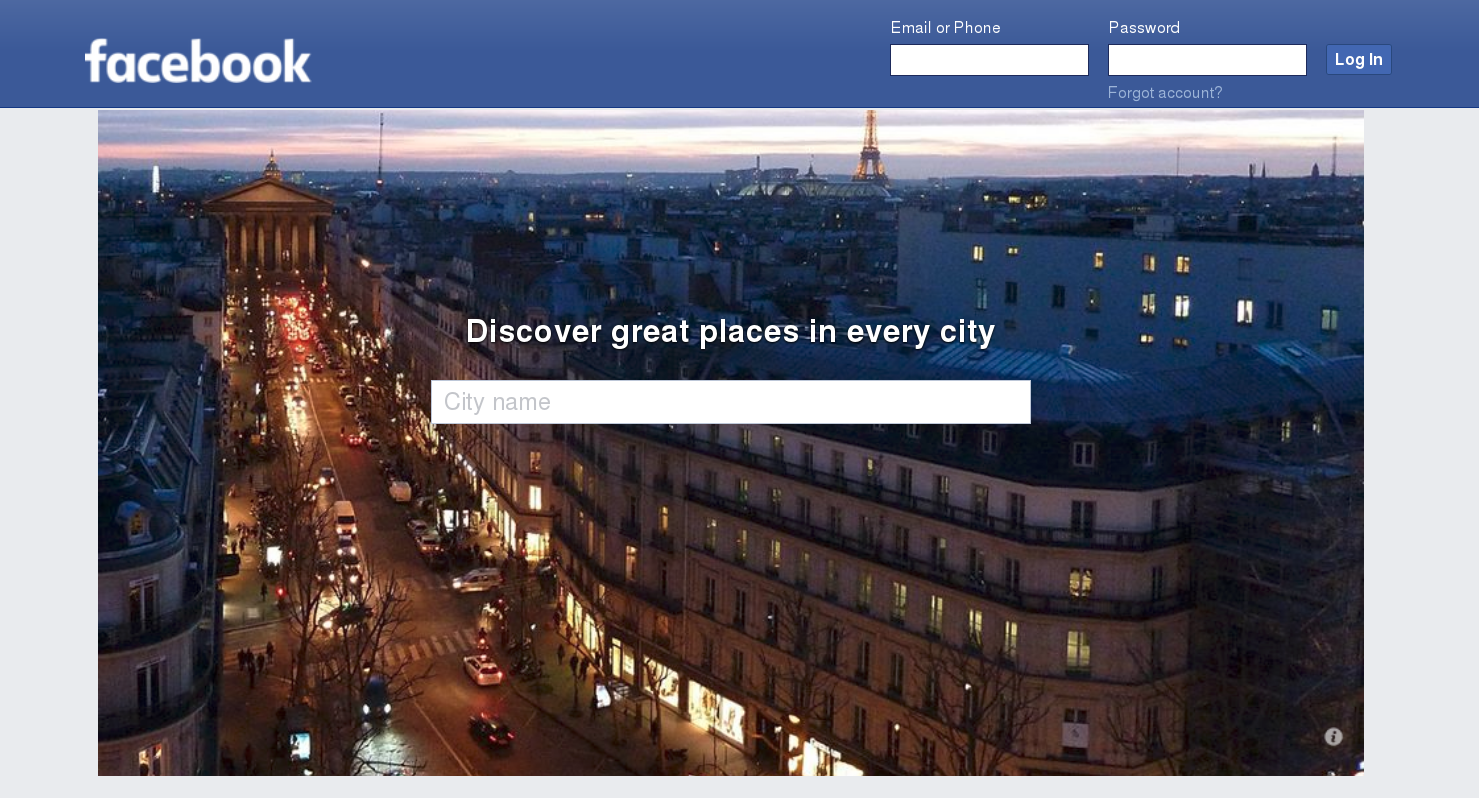 facebook
Email or Phone
Password
Log In
Forgot account?
Discover great places in every city
City name